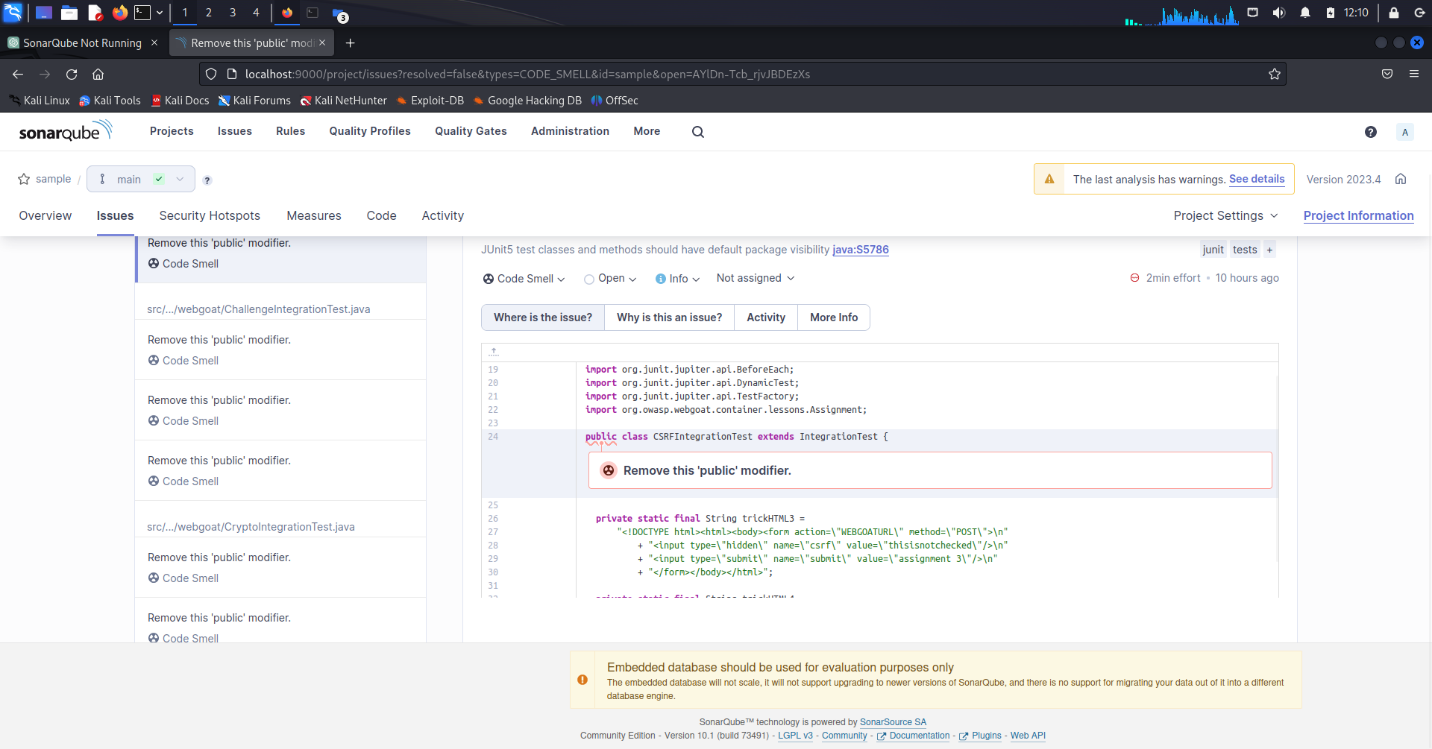 1 2 3 4 3 12:10
SonarQube Not Running × Remove this 'public' modi × +
localhost:9000/project/issues?resolved=false&types=CODE_SMELL&id=sample&open=AYlDn-Tcb_rjvJBDEzXs
Kali Linux Kali Tools Kali Docs Kali Forums Kali NetHunter Exploit-DB Google Hacking DB OffSec
sonarqube Projects Issues Rules Quality Profiles Quality Gates Administration More ? A
sample / main ? The last analysis has warnings. See details Version 2023.4
Overview Issues Security Hotspots Measures Code Activity Project Settings Project Information
Remove this 'public' modifier.
Code Smell
src/.../webgoat/ChallengeIntegrationTest.java
Remove this 'public' modifier.
Code Smell
Remove this 'public' modifier.
Code Smell
Remove this 'public' modifier.
Code Smell
src/.../webgoat/CryptoIntegrationTest.java
Remove this 'public' modifier.
Code Smell
Remove this 'public' modifier.
Code Smell
JUnit5 test classes and methods should have default package visibility java:S5786 junit tests +
Code Smell Open Info Not assigned 2min effort • 10 hours ago
Where is the issue? Why is this an issue? Activity More Info
19 import org.junit.jupiter.api.BeforeEach;
20 import org.junit.jupiter.api.DynamicTest;
21 import org.junit.jupiter.api.TestFactory;
22 import org.owasp.webgoat.container.lessons.Assignment;
23
24 public class CSRFIntegrationTest extends IntegrationTest {
Remove this 'public' modifier.
25
26 private static final String trickHTML3 =
27 "<!DOCTYPE html><html><body><form action=\"WEBGOATURL\" method=\"POST\">\n"
28 + "<input type=\"hidden\" name=\"csrf\" value=\"thisisnotchecked\"/>\n"
29 + "<input type=\"submit\" name=\"submit\" value=\"assignment 3\"/>\n"
30 + "</form></body></html>";
31
Embedded database should be used for evaluation purposes only
The embedded database will not scale, it will not support upgrading to newer versions of SonarQube, and there is no support for migrating your data out of it into a different
database engine.
SonarQube™ technology is powered by SonarSource SA
Community Edition - Version 10.1 (build 73491) - LGPL v3 - Community - Documentation - Plugins - Web API